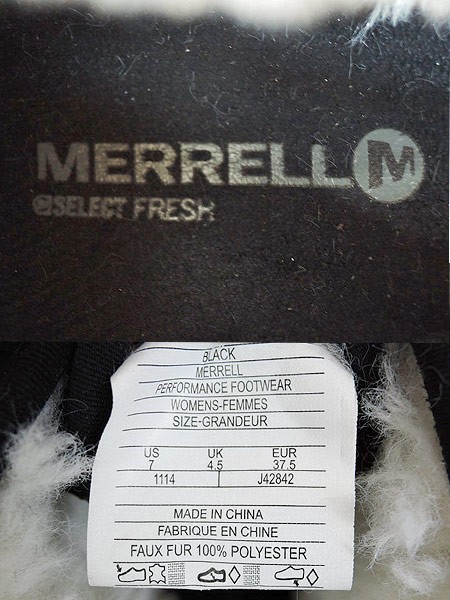 MERRELL M
SELECT FRESH
BLACK
MERRELL
PERFORMANCE FOOTWEAR
WOMENS-FEMMES
SIZE-GRANDEUR
US UK EUR
7 4.5 37.5
1114 J42842
MADE IN CHINA
FABRIQUE EN CHINE
FAUX FUR 100% POLYESTER